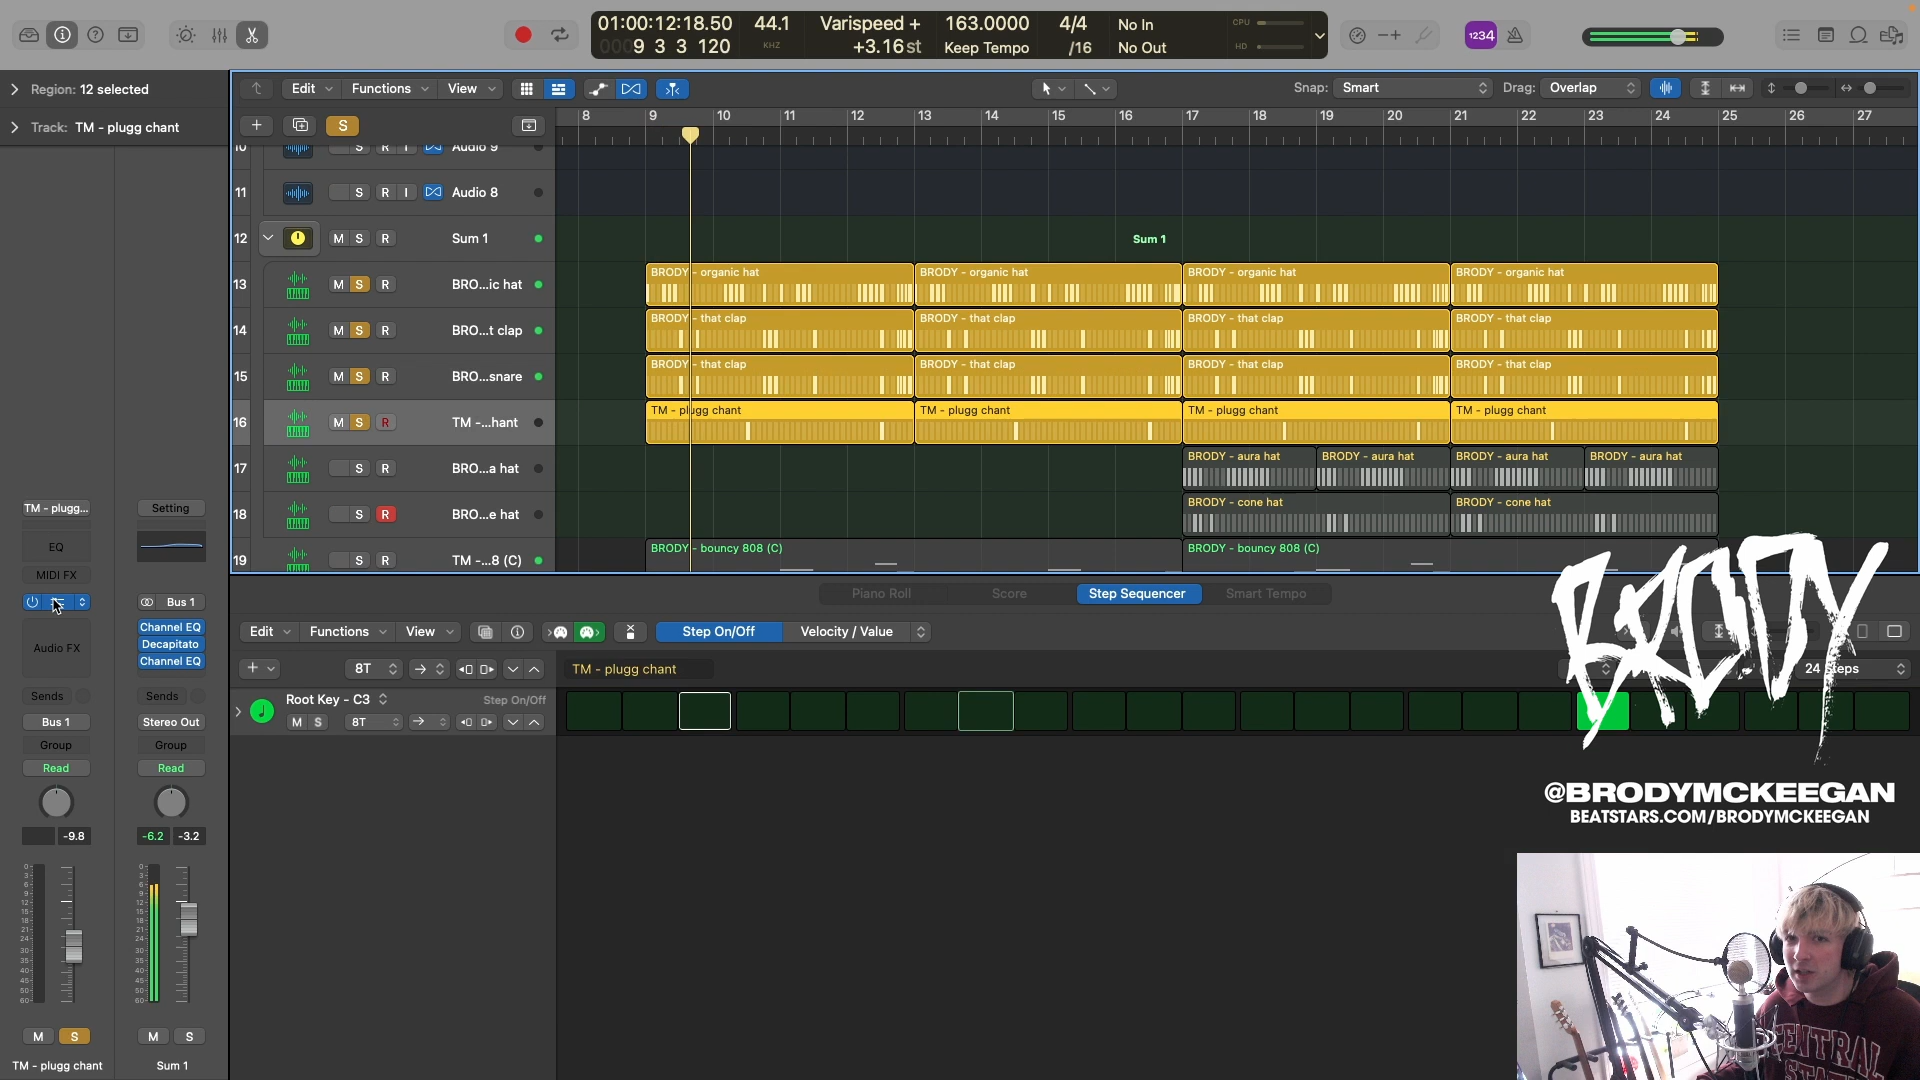 01:00:12:18.50
0009 3 3 120
44.1
KHZ
Varispeed +
+3.16st
163.0000
Keep Tempo
4/4
/16
No In
No Out
CPU
HD
1234
Region: 12 selected
Track: TM - plugg chant
Edit
Functions
View
Snap: Smart
Drag: Overlap
S
8 9 10 11 12 13 14 15 16 17 18 19 20 21 22 23 24 25 26 27
10 S R I Audio 9
11 S R I Audio 8
12 M S R Sum 1
Sum 1
13 M S R BRO...ic hat
BRODY - organic hat
BRODY - organic hat
BRODY - organic hat
BRODY - organic hat
14 M S R BRO...t clap
BRODY - that clap
BRODY - that clap
BRODY - that clap
BRODY - that clap
15 M S R BRO...snare
BRODY - that clap
BRODY - that clap
BRODY - that clap
BRODY - that clap
16 M S R TM -...hant
TM - plugg chant
TM - plugg chant
TM - plugg chant
TM - plugg chant
17 S R BRO...a hat
BRODY - aura hat
BRODY - aura hat
BRODY - aura hat
BRODY - aura hat
18 S R BRO...e hat
BRODY - cone hat
BRODY - cone hat
19 S R TM -...8 (C)
BRODY - bouncy 808 (C)
BRODY - bouncy 808 (C)
TM - plugg...
Setting
EQ
MIDI FX
Bus 1
Channel EQ
Decapitato
Channel EQ
Audio FX
Sends
Sends
Bus 1
Stereo Out
Group
Group
Read
Read
-9.8
-6.2
-3.2
M S
M S
TM - plugg chant
Sum 1
Piano Roll
Score
Step Sequencer
Smart Tempo
Edit
Functions
View
Step On/Off
Velocity / Value
8T
TM - plugg chant
24 Steps
Root Key - C3
Step On/Off
M S 8T
BRODY
@BRODYMCKEEGAN
BEATSTARS.COM/BRODYMCKEEGAN
CENTRAL